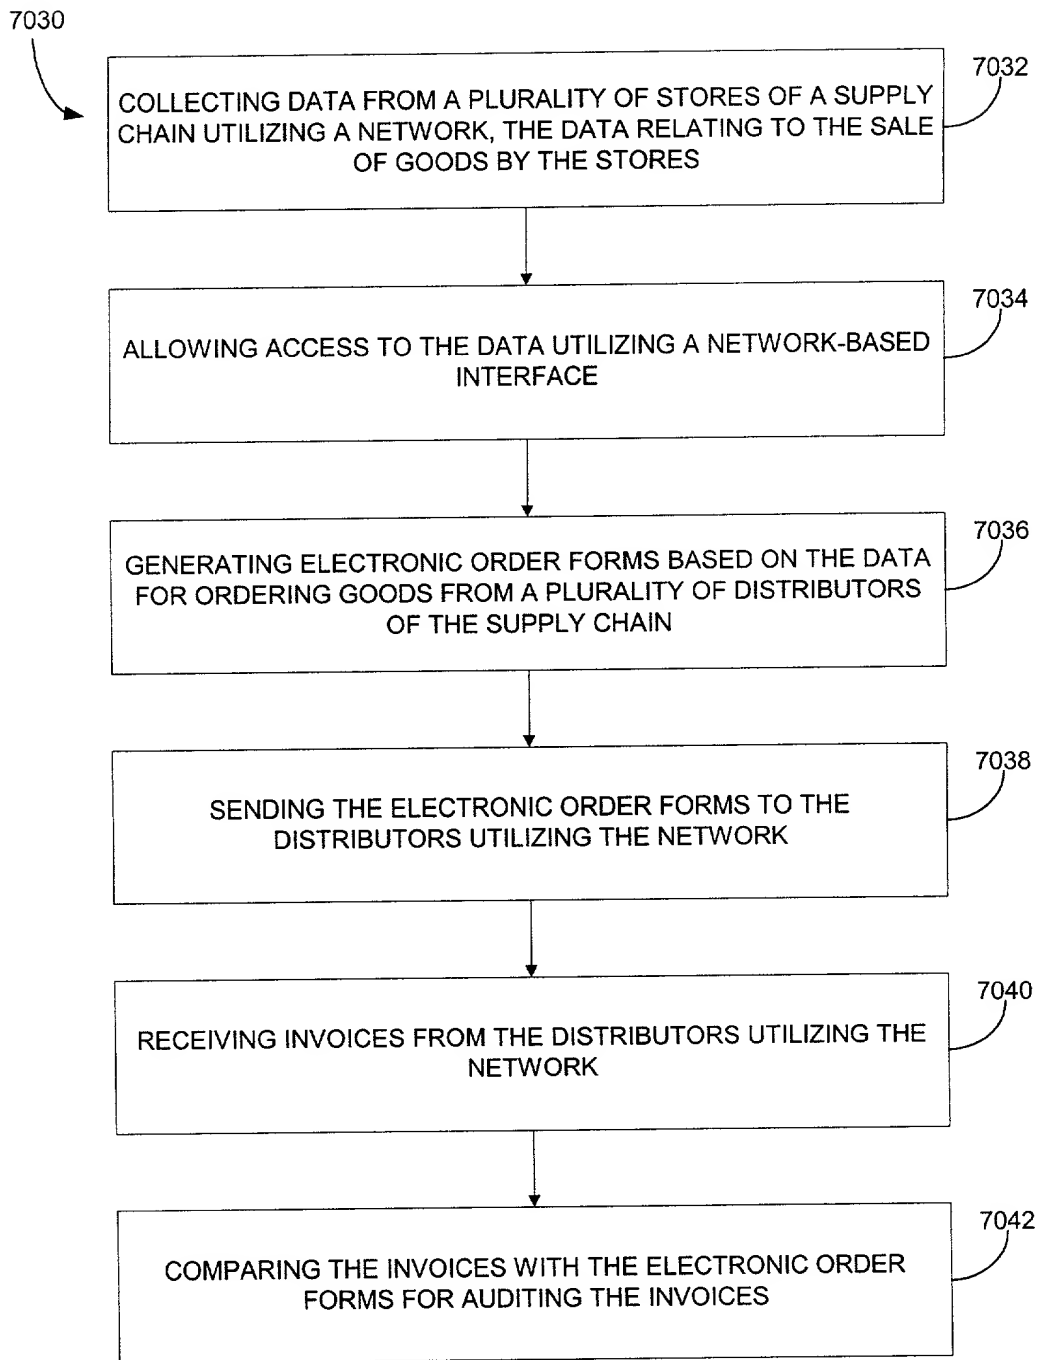 7030
7032
COLLECTING DATA FROM A PLURALITY OF STORES OF A SUPPLY
CHAIN UTILIZING A NETWORK, THE DATA RELATING TO THE SALE
OF GOODS BY THE STORES
7034
ALLOWING ACCESS TO THE DATA UTILIZING A NETWORK-BASED
INTERFACE
7036
GENERATING ELECTRONIC ORDER FORMS BASED ON THE DATA
FOR ORDERING GOODS FROM A PLURALITY OF DISTRIBUTORS
OF THE SUPPLY CHAIN
7038
SENDING THE ELECTRONIC ORDER FORMS TO THE
DISTRIBUTORS UTILIZING THE NETWORK
7040
RECEIVING INVOICES FROM THE DISTRIBUTORS UTILIZING THE
NETWORK
7042
COMPARING THE INVOICES WITH THE ELECTRONIC ORDER
FORMS FOR AUDITING THE INVOICES